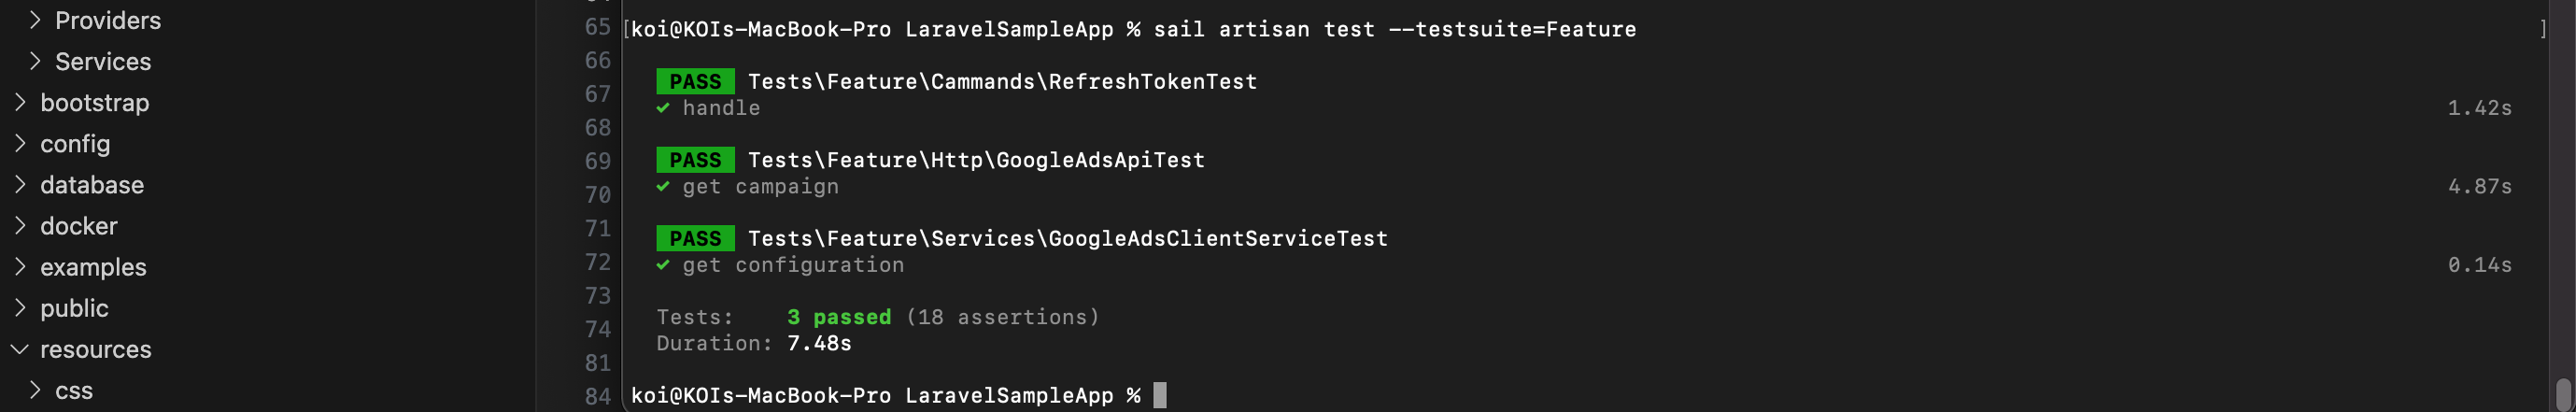 Providers
Services
bootstrap
config
database
docker
examples
public
resources
css
65
66
67
68
69
70
71
72
73
74
81
84
[koi@KOIs-MacBook-Pro LaravelSampleApp % sail artisan test --testsuite=Feature ]
PASS Tests\Feature\Cammands\RefreshTokenTest
✓ handle 1.42s
PASS Tests\Feature\Http\GoogleAdsApiTest
✓ get campaign 4.87s
PASS Tests\Feature\Services\GoogleAdsClientServiceTest
✓ get configuration 0.14s
Tests: 3 passed (18 assertions)
Duration: 7.48s
koi@KOIs-MacBook-Pro LaravelSampleApp %